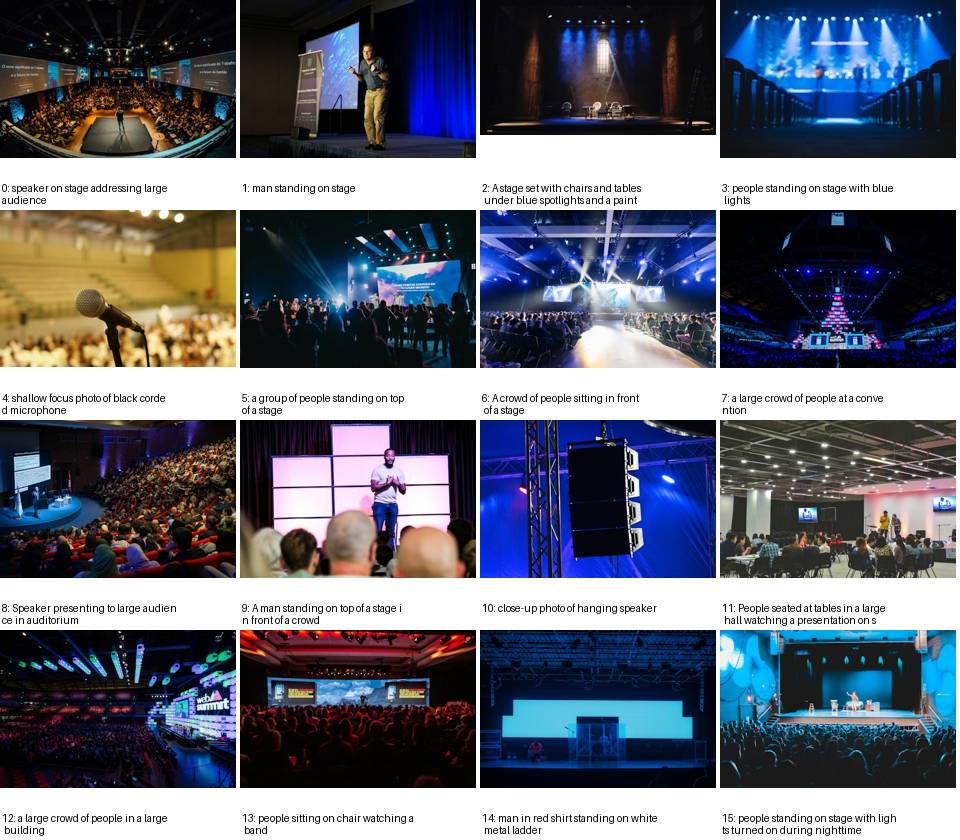 0: speaker on stage addressing large
audience
1: man standing on stage
2: A stage set with chairs and tables
under blue spotlights and a paint
3: people standing on stage with blue
lights
4: shallow focus photo of black corde
d microphone
5: a group of people standing on top
of a stage
6: A crowd of people sitting in front
of a stage
7: a large crowd of people at a conve
ntion
8: Speaker presenting to large audien
ce in auditorium
9: A man standing on top of a stage i
n front of a crowd
10: close-up photo of hanging speaker
11: People seated at tables in a large
hall watching a presentation on s
web
summit
12: a large crowd of people in a large
building
13: people sitting on chair watching a
band
14: man in red shirt standing on white
metal ladder
15: people standing on stage with ligh
ts turned on during nighttime